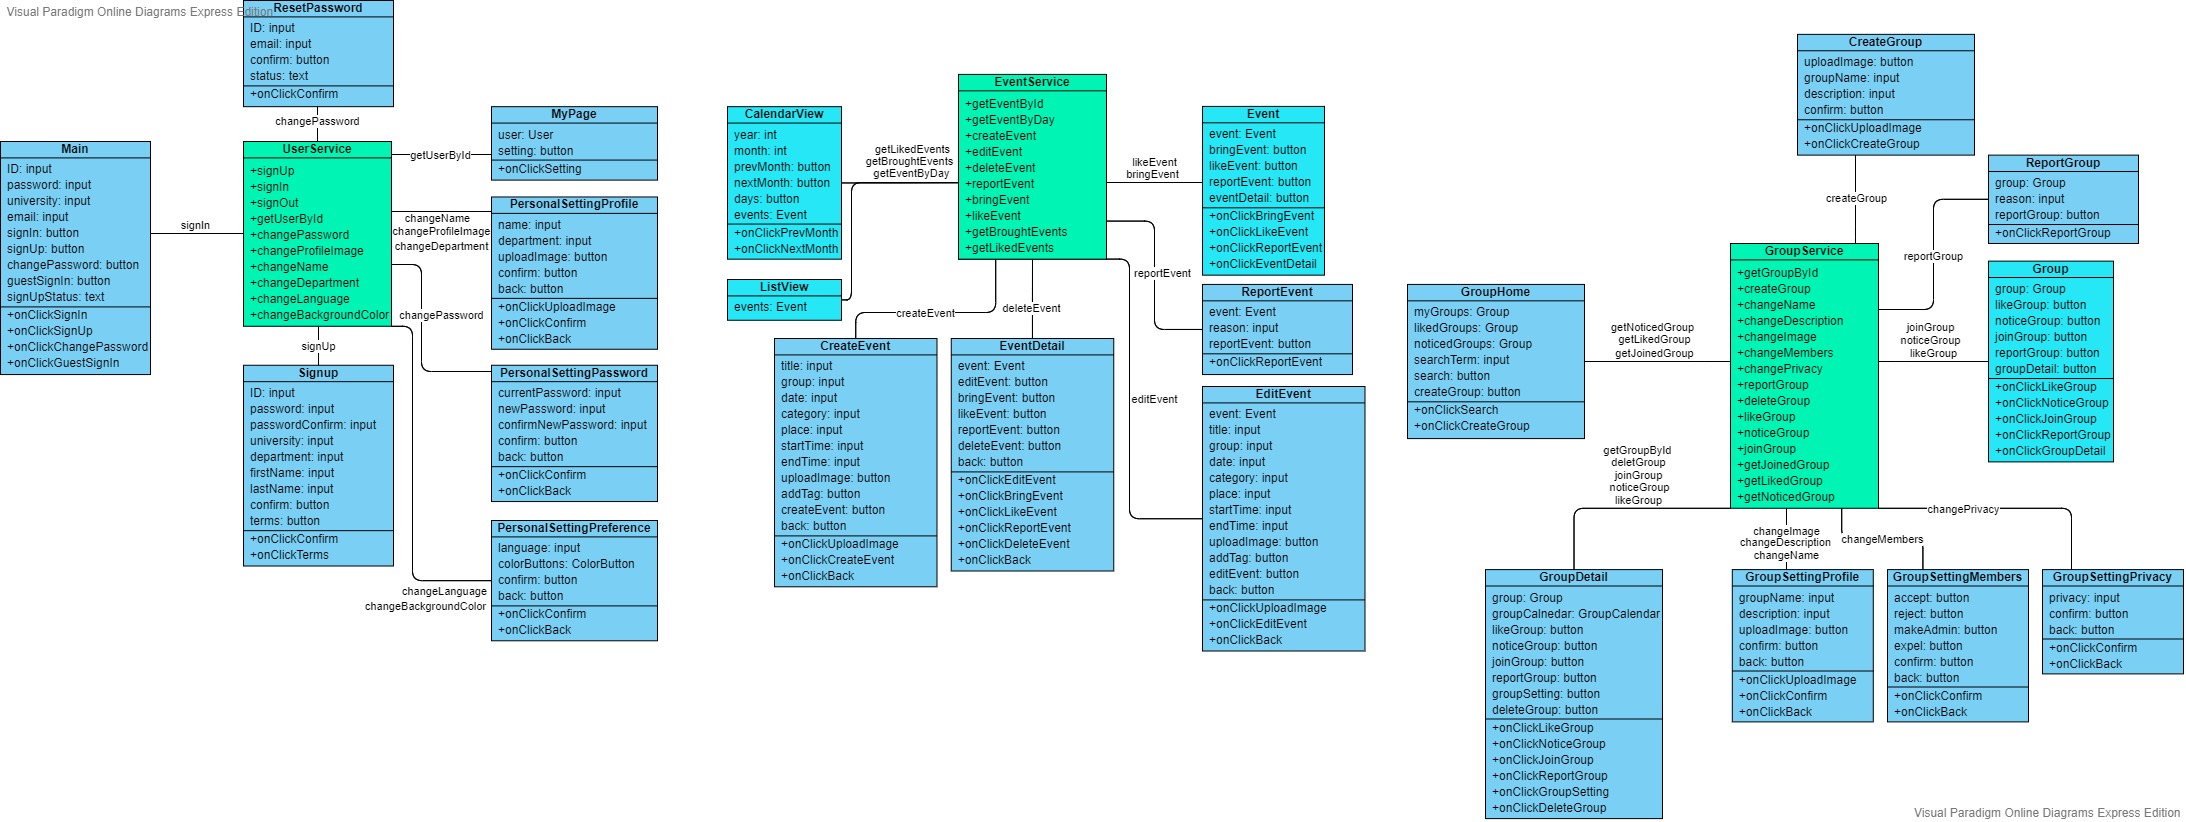 Visual Paradigm Online Diagrams Express Edition
ResetPassword
ID: input
email: input
confirm: button
status: text
+onClickConfirm
changePassword
Main
ID: input
password: input
university: input
email: input
signIn: button
signUp: button
changePassword: button
guestSignIn: button
signUpStatus: text
+onClickSignIn
+onClickSignUp
+onClickChangePassword
+onClickGuestSignIn
signIn
UserService
+signUp
+signIn
+signOut
+getUserById
+changePassword
+changeProfileImage
+changeName
+changeDepartment
+changeLanguage
+changeBackgroundColor
signUp
Signup
ID: input
password: input
passwordConfirm: input
university: input
department: input
firstName: input
lastName: input
confirm: button
terms: button
+onClickConfirm
+onClickTerms
getUserById
MyPage
user: User
setting: button
+onClickSetting
changeName
changeProfileImage
changeDepartment
PersonalSettingProfile
name: input
department: input
uploadImage: button
confirm: button
back: button
+onClickUploadImage
+onClickConfirm
+onClickBack
changePassword
PersonalSettingPassword
currentPassword: input
newPassword: input
confirmNewPassword: input
confirm: button
back: button
+onClickConfirm
+onClickBack
changeLanguage
changeBackgroundColor
PersonalSettingPreference
language: input
colorButtons: ColorButton
confirm: button
back: button
+onClickConfirm
+onClickBack
CalendarView
year: int
month: int
prevMonth: button
nextMonth: button
days: button
events: Event
+onClickPrevMonth
+onClickNextMonth
ListView
events: Event
getLikedEvents
getBroughtEvents
getEventByDay
EventService
+getEventById
+getEventByDay
+createEvent
+editEvent
+deleteEvent
+reportEvent
+bringEvent
+likeEvent
+getBroughtEvents
+getLikedEvents
createEvent
deleteEvent
CreateEvent
title: input
group: input
date: input
category: input
place: input
startTime: input
endTime: input
uploadImage: button
addTag: button
createEvent: button
back: button
+onClickUploadImage
+onClickCreateEvent
+onClickBack
EventDetail
event: Event
editEvent: button
bringEvent: button
likeEvent: button
reportEvent: button
deleteEvent: button
back: button
+onClickEditEvent
+onClickBringEvent
+onClickLikeEvent
+onClickReportEvent
+onClickDeleteEvent
+onClickBack
likeEvent
bringEvent
Event
event: Event
bringEvent: button
likeEvent: button
reportEvent: button
eventDetail: button
+onClickBringEvent
+onClickLikeEvent
+onClickReportEvent
+onClickEventDetail
reportEvent
ReportEvent
event: Event
reason: input
reportEvent: button
+onClickReportEvent
editEvent
EditEvent
event: Event
title: input
group: input
date: input
category: input
place: input
startTime: input
endTime: input
uploadImage: button
addTag: button
editEvent: button
back: button
+onClickUploadImage
+onClickEditEvent
+onClickBack
CreateGroup
uploadImage: button
groupName: input
description: input
confirm: button
+onClickUploadImage
+onClickCreateGroup
createGroup
ReportGroup
group: Group
reason: input
reportGroup: button
+onClickReportGroup
reportGroup
GroupHome
myGroups: Group
likedGroups: Group
noticedGroups: Group
searchTerm: input
search: button
createGroup: button
+onClickSearch
+onClickCreateGroup
getNoticedGroup
getLikedGroup
getJoinedGroup
GroupService
+getGroupById
+createGroup
+changeName
+changeDescription
+changeImage
+changeMembers
+changePrivacy
+reportGroup
+deleteGroup
+likeGroup
+noticeGroup
+joinGroup
+getJoinedGroup
+getLikedGroup
+getNoticedGroup
joinGroup
noticeGroup
likeGroup
Group
group: Group
likeGroup: button
noticeGroup: button
joinGroup: button
reportGroup: button
groupDetail: button
+onClickLikeGroup
+onClickNoticeGroup
+onClickJoinGroup
+onClickReportGroup
+onClickGroupDetail
getGroupById
deletGroup
joinGroup
noticeGroup
likeGroup
GroupDetail
group: Group
groupCalnedar: GroupCalendar
likeGroup: button
noticeGroup: button
joinGroup: button
reportGroup: button
groupSetting: button
deleteGroup: button
+onClickLikeGroup
+onClickNoticeGroup
+onClickJoinGroup
+onClickReportGroup
+onClickGroupSetting
+onClickDeleteGroup
changeImage
changeDescription
changeName
GroupSettingProfile
groupName: input
description: input
uploadImage: button
confirm: button
back: button
+onClickUploadImage
+onClickConfirm
+onClickBack
changeMembers
GroupSettingMembers
accept: button
reject: button
makeAdmin: button
expel: button
confirm: button
back: button
+onClickConfirm
+onClickBack
changePrivacy
GroupSettingPrivacy
privacy: input
confirm: button
back: button
+onClickConfirm
+onClickBack
Visual Paradigm Online Diagrams Express Edition